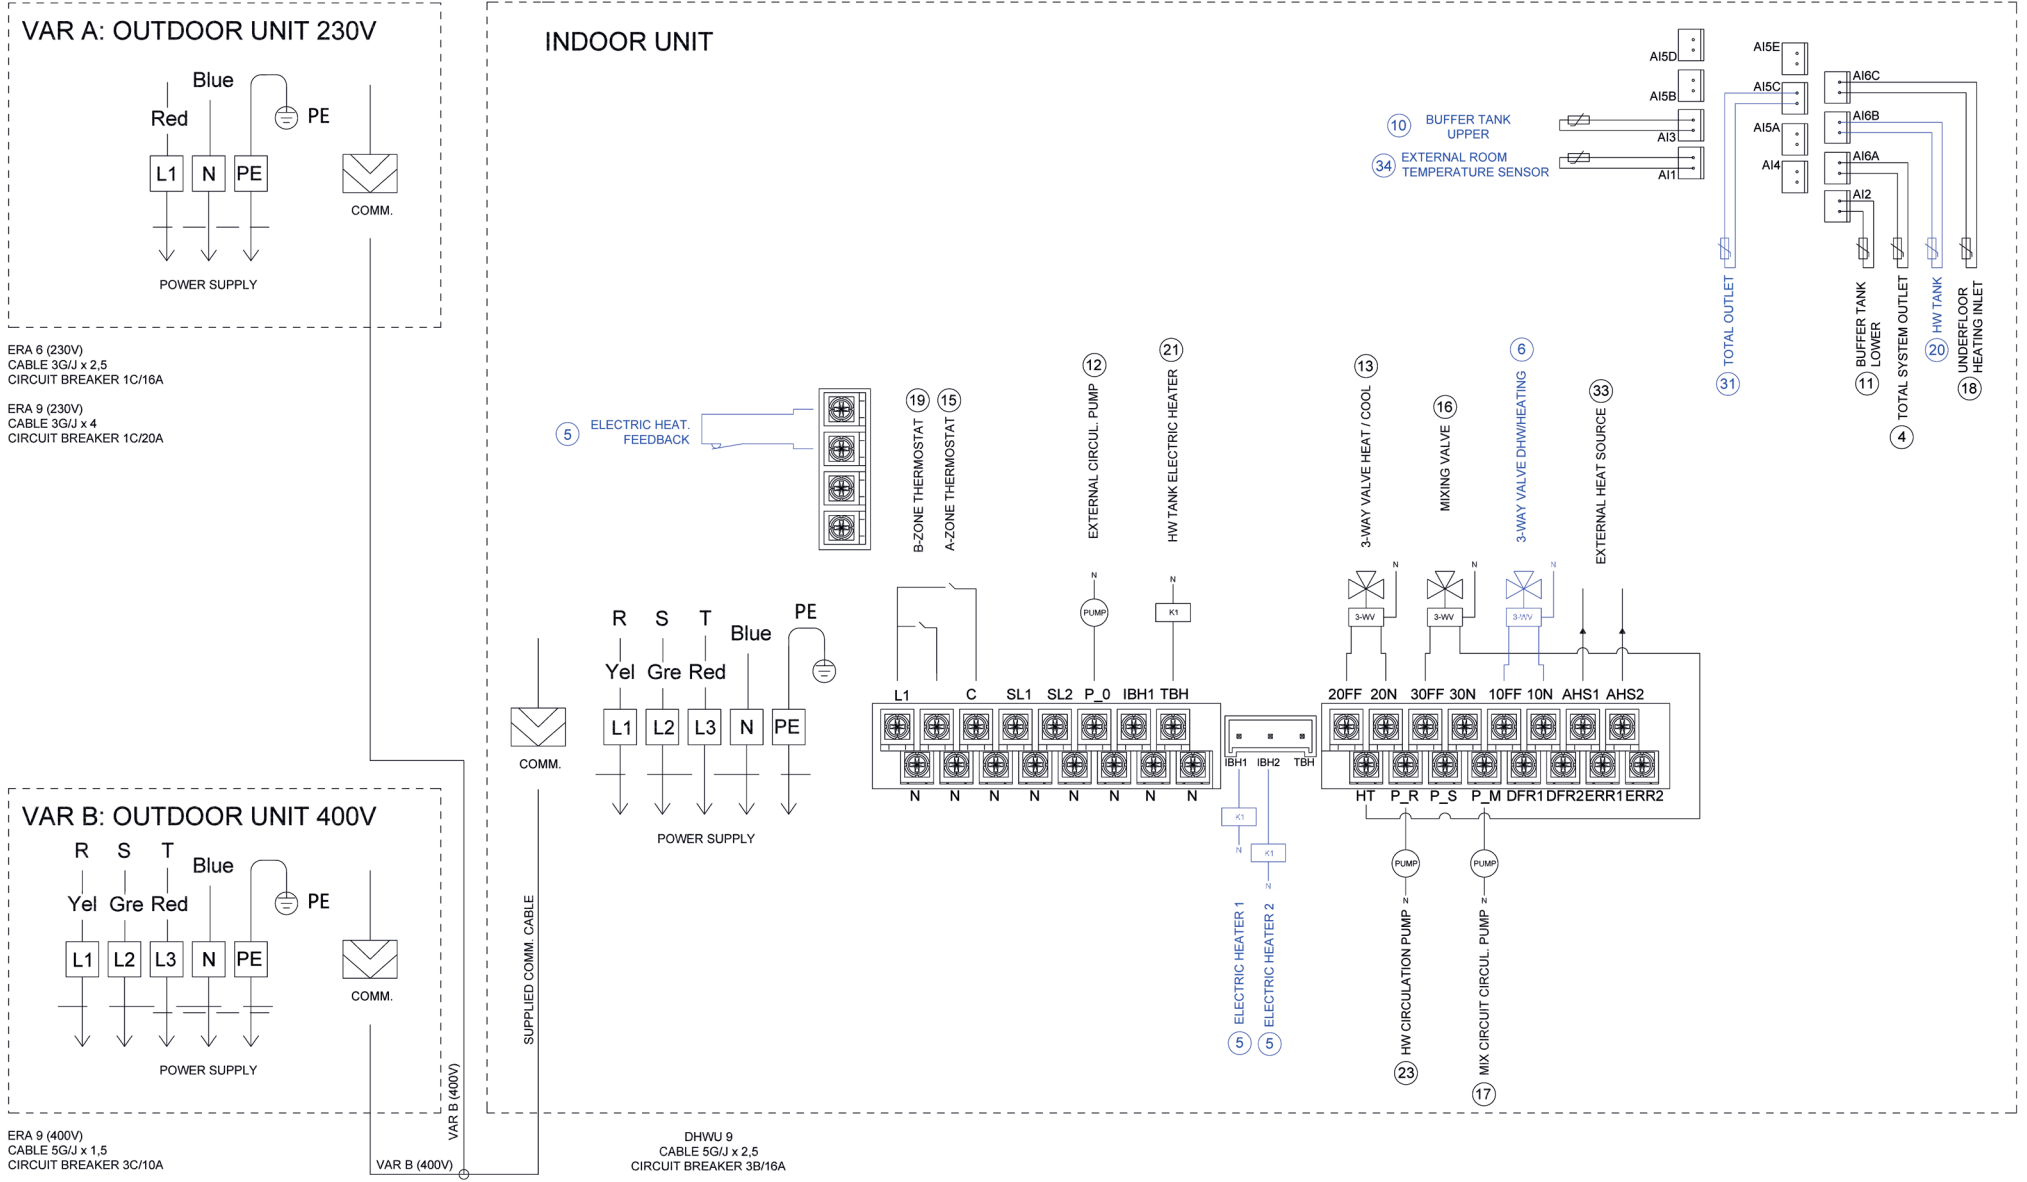 VAR A: OUTDOOR UNIT 230V
Blue
Red
PE
L1 N PE
COMM.
POWER SUPPLY
ERA 6 (230V)
CABLE 3G/J x 2,5
CIRCUIT BREAKER 1C/16A
ERA 9 (230V)
CABLE 3G/J x 4
CIRCUIT BREAKER 1C/20A
VAR B: OUTDOOR UNIT 400V
R S T
Blue
Yel Gre Red
PE
L1 L2 L3 N PE
COMM.
POWER SUPPLY
ERA 9 (400V)
CABLE 5G/J x 1,5
CIRCUIT BREAKER 3C/10A
VAR B (400V)
VAR B (400V)
SUPPLIED COMM. CABLE
INDOOR UNIT
AI5D
AI5B
AI3
AI1
AI5E
AI5C
AI5A
AI4
AI6C
AI6B
AI6A
AI2
10 BUFFER TANK
UPPER
34 EXTERNAL ROOM
TEMPERATURE SENSOR
31 TOTAL OUTLET
11 BUFFER TANK
LOWER
4 TOTAL SYSTEM OUTLET
20 HW TANK
18 UNDERFLOOR
HEATING INLET
5 ELECTRIC HEAT.
FEEDBACK
19 B-ZONE THERMOSTAT
15 A-ZONE THERMOSTAT
12 EXTERNAL CIRCUL. PUMP
21 HW TANK ELECTRIC HEATER
13 3-WAY VALVE HEAT / COOL
16 MIXING VALVE
6 3-WAY VALVE DHW/HEATING
33 EXTERNAL HEAT SOURCE
N
PUMP
N
K1
N
3-WV
N
3-WV
N
3-WV
R S T
Blue
PE
Yel Gre Red
COMM.
L1 L2 L3 N PE
POWER SUPPLY
L1 C SL1 SL2 P_0 IBH1 TBH
N N N N N N N N
IBH1 IBH2 TBH
K1
N
K1
N
5 ELECTRIC HEATER 1
5 ELECTRIC HEATER 2
20FF 20N 30FF 30N 10FF 10N AHS1 AHS2
HT P_R P_S P_M DFR1 DFR2 ERR1 ERR2
PUMP
N
PUMP
N
23 HW CIRCULATION PUMP
17 MIX CIRCUIT CIRCUL. PUMP
DHWU 9
CABLE 5G/J x 2,5
CIRCUIT BREAKER 3B/16A